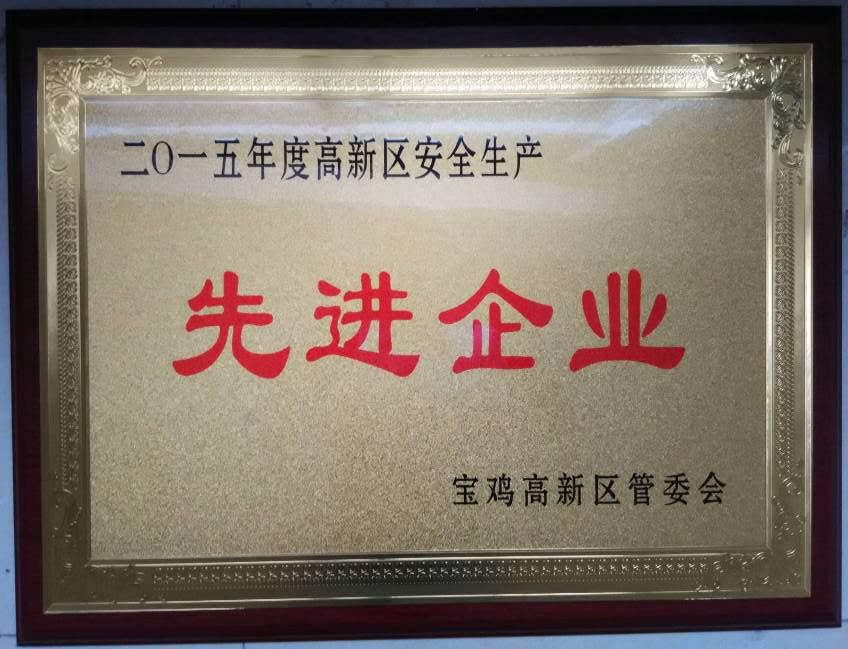 二〇一五年度高新区安全生产
先进企业
宝鸡高新区管委会